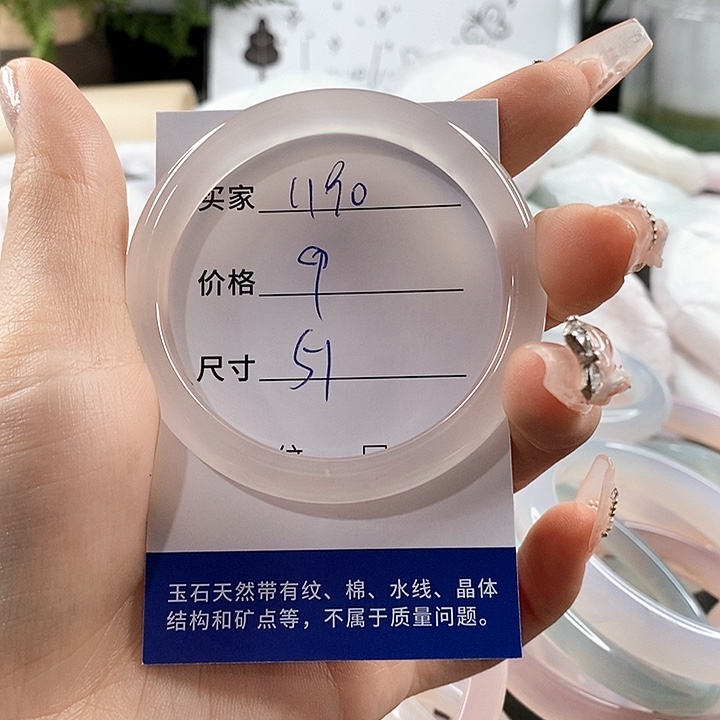 买家 1190
价格 9
尺寸 51
玉石天然带有纹、棉、水线、晶体
结构和矿点等，不属于质量问题。